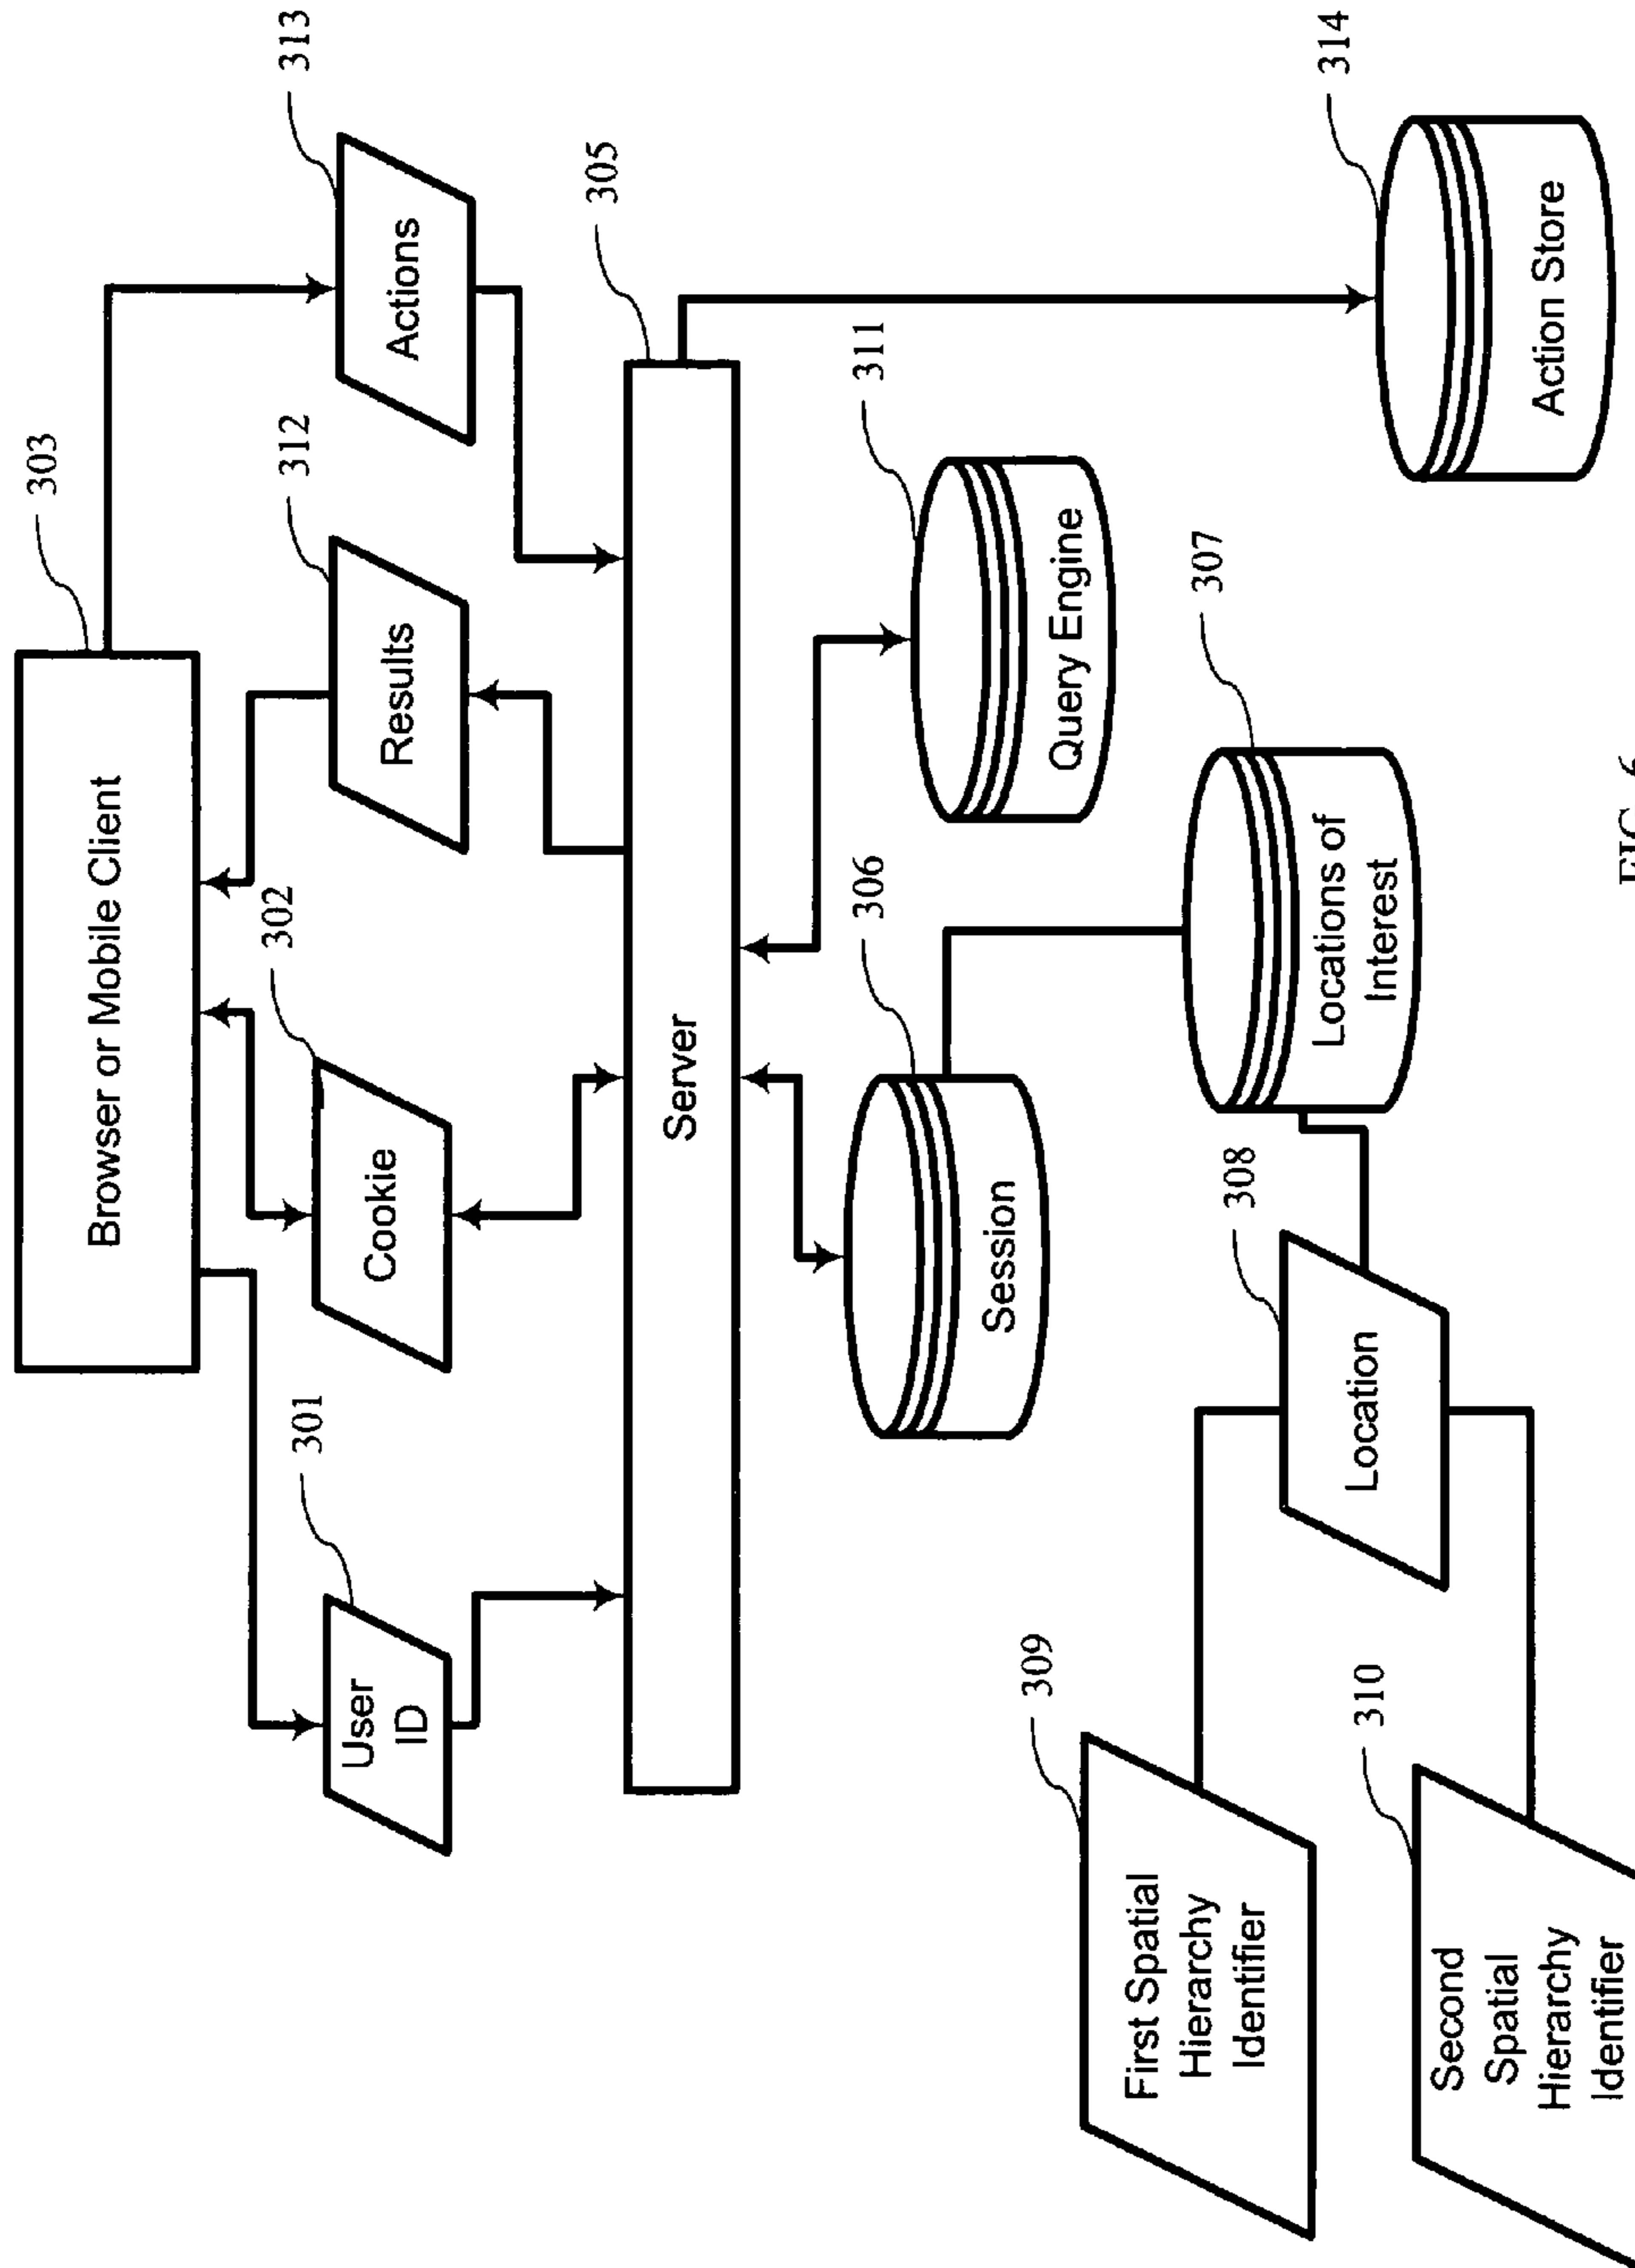 303
Browser or Mobile Client
301
302
312
313
User
ID
Cookie
Results
Actions
305
Server
306
311
Session
Query Engine
309
308
307
314
First Spatial
Hierarchy
Identifier
Location
Locations of
Interest
Action Store
310
Second
Spatial
Hierarchy
Identifier
FIG. 6